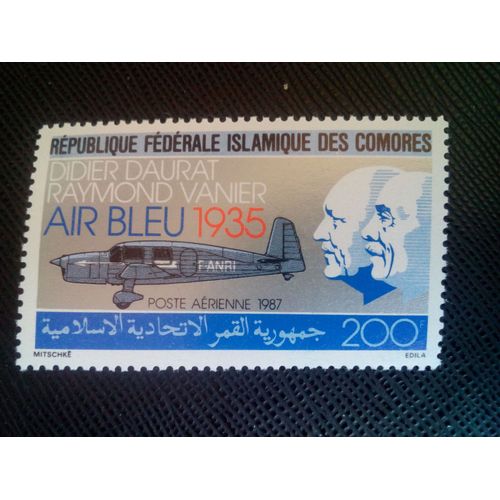 RÉPUBLIQUE FÉDÉRALE ISLAMIQUE DES COMORES
DIDIER DAURAT
RAYMOND VANIER
AIR BLEU 1935
F-ANRI
POSTE AÉRIENNE 1987
جمهورية القمر الاتحادية الاسلامية 200F
MITSCHKÉ EDILA